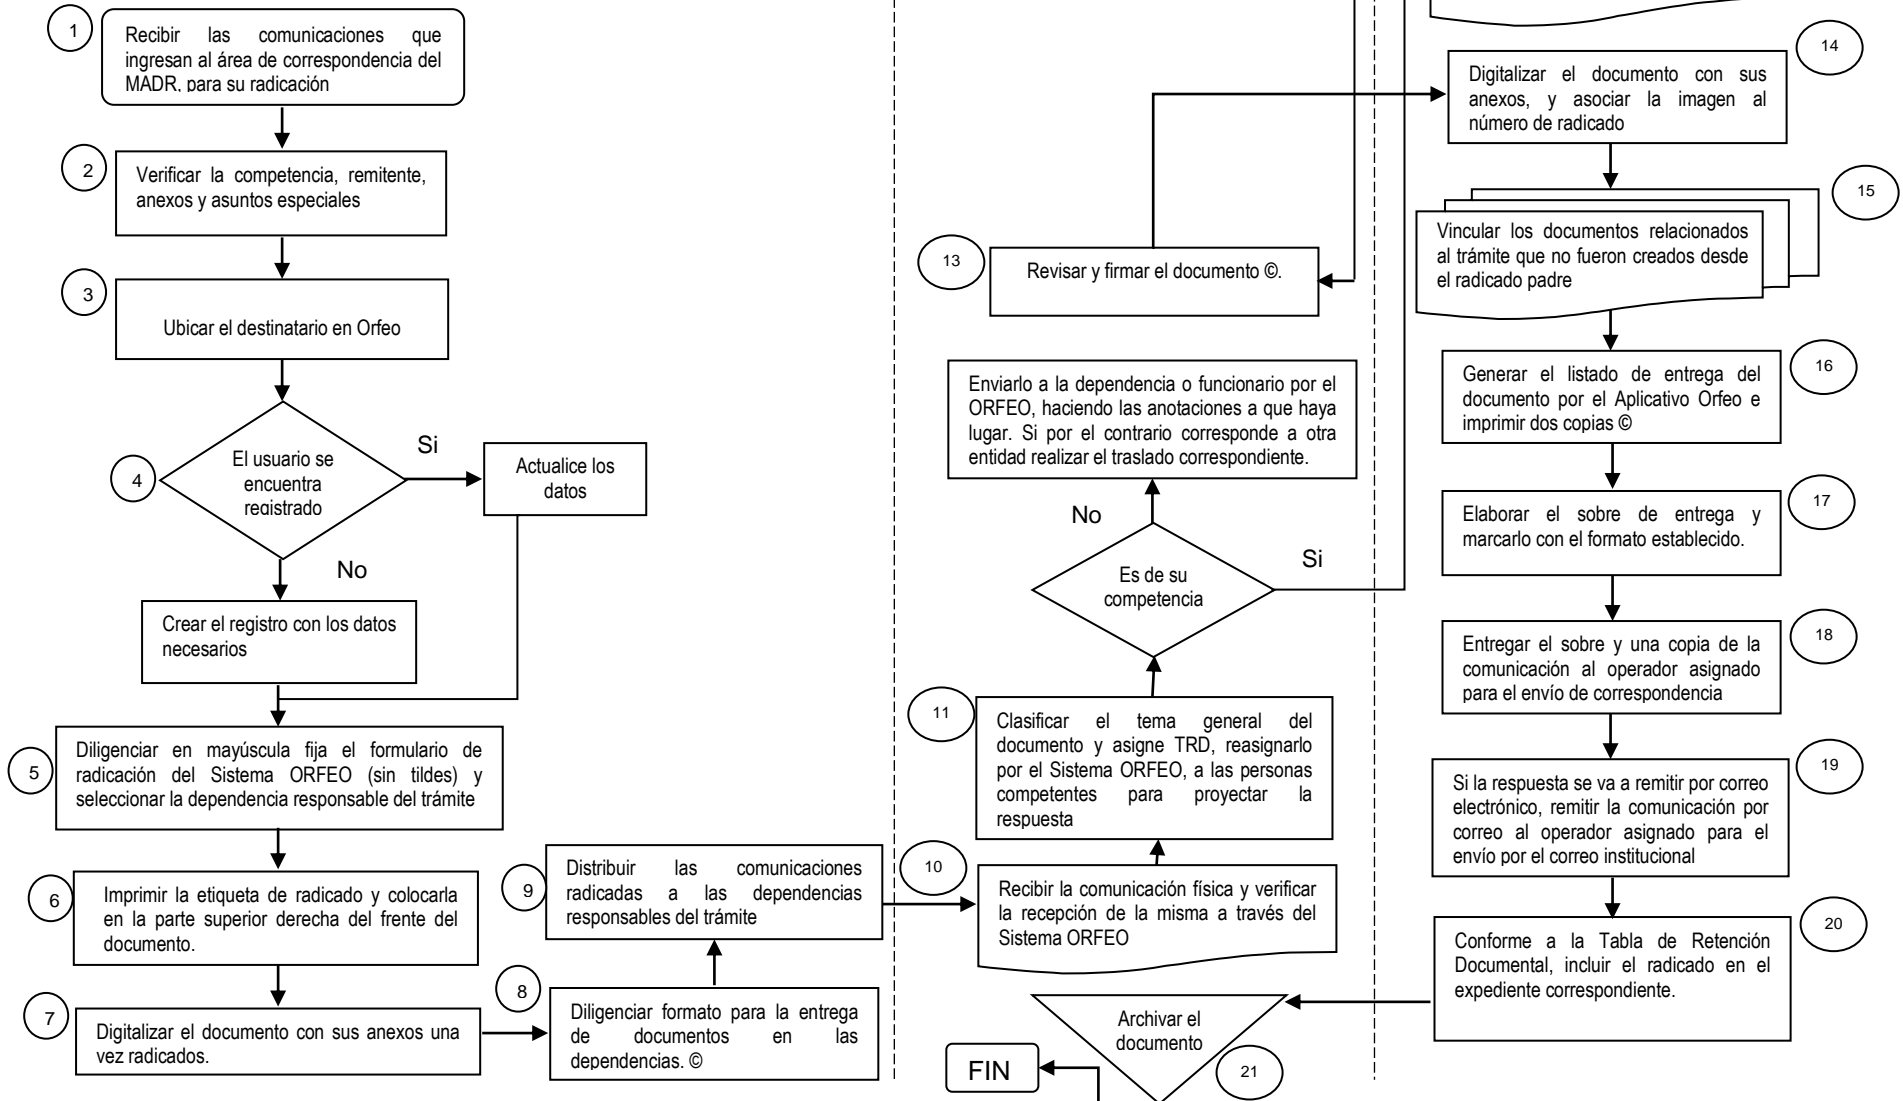 1
Recibir las comunicaciones que
ingresan al área de correspondencia del
MADR, para su radicación
2
Verificar la competencia, remitente,
anexos y asuntos especiales
3
Ubicar el destinatario en Orfeo
4
El usuario se
encuentra
registrado
Si
Actualice los
datos
No
Crear el registro con los datos
necesarios
5
Diligenciar en mayúscula fija el formulario de
radicación del Sistema ORFEO (sin tildes) y
seleccionar la dependencia responsable del trámite
6
Imprimir la etiqueta de radicado y colocarla
en la parte superior derecha del frente del
documento.
7
Digitalizar el documento con sus anexos una
vez radicados.
8
Diligenciar formato para la entrega
de documentos en las
dependencias. ©
9
Distribuir las comunicaciones
radicadas a las dependencias
responsables del trámite
10
Recibir la comunicación física y verificar
la recepción de la misma a través del
Sistema ORFEO
11
Clasificar el tema general del
documento y asigne TRD, reasignarlo
por el Sistema ORFEO, a las personas
competentes para proyectar la
respuesta
Es de su
competencia
No
Si
Enviarlo a la dependencia o funcionario por el
ORFEO, haciendo las anotaciones a que haya
lugar. Si por el contrario corresponde a otra
entidad realizar el traslado correspondiente.
13
Revisar y firmar el documento ©.
14
Digitalizar el documento con sus
anexos, y asociar la imagen al
número de radicado
15
Vincular los documentos relacionados
al trámite que no fueron creados desde
el radicado padre
16
Generar el listado de entrega del
documento por el Aplicativo Orfeo e
imprimir dos copias ©
17
Elaborar el sobre de entrega y
marcarlo con el formato establecido.
18
Entregar el sobre y una copia de la
comunicación al operador asignado
para el envío de correspondencia
19
Si la respuesta se va a remitir por correo
electrónico, remitir la comunicación por
correo al operador asignado para el
envío por el correo institucional
20
Conforme a la Tabla de Retención
Documental, incluir el radicado en el
expediente correspondiente.
Archivar el
documento
21
FIN